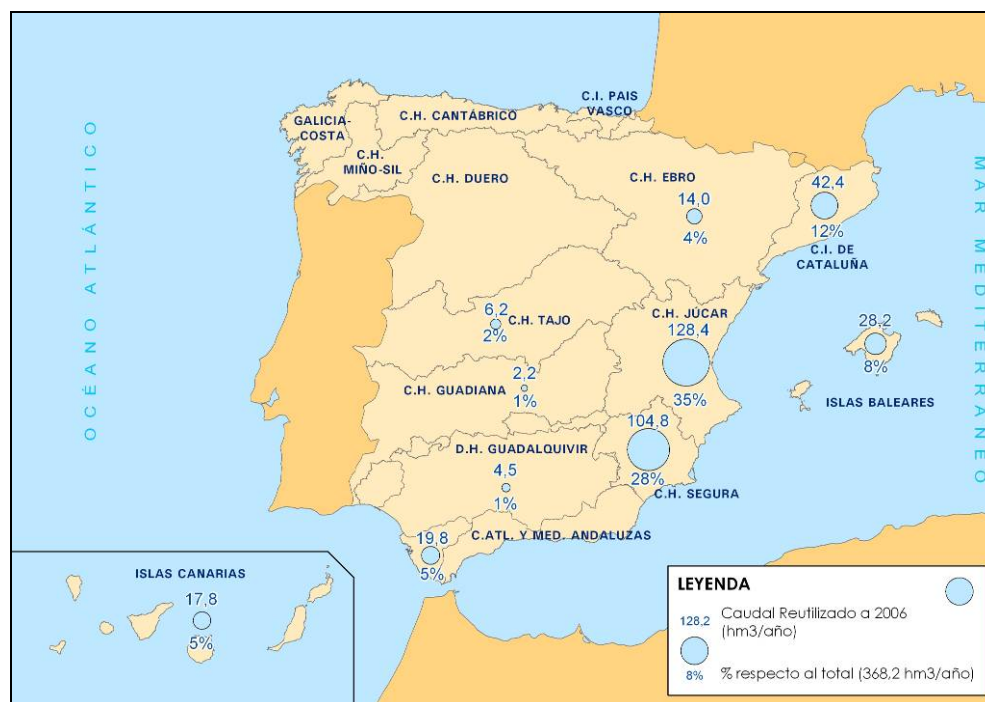 OCÉANO ATLÁNTICO
MAR MEDITERRÁNEO
C.I. PAIS
VASCO
GALICIA-
COSTA
C.H. CANTÁBRICO
C.H.
MIÑO-SIL
C.H. DUERO
C.H. EBRO
14,0
4%
42,4
12%
C.I. DE
CATALUÑA
6,2
2%
C.H. TAJO
C.H. JÚCAR
128,4
35%
28,2
8%
ISLAS BALEARES
2,2
1%
C.H. GUADIANA
104,8
28%
C.H. SEGURA
D.H. GUADALQUIVIR
4,5
1%
C.ATL. Y MED. ANDALUZAS
19,8
5%
ISLAS CANARIAS
17,8
5%
LEYENDA
128,2 Caudal Reutilizado a 2006
(hm3/año)
8% % respecto al total (368,2 hm3/año)